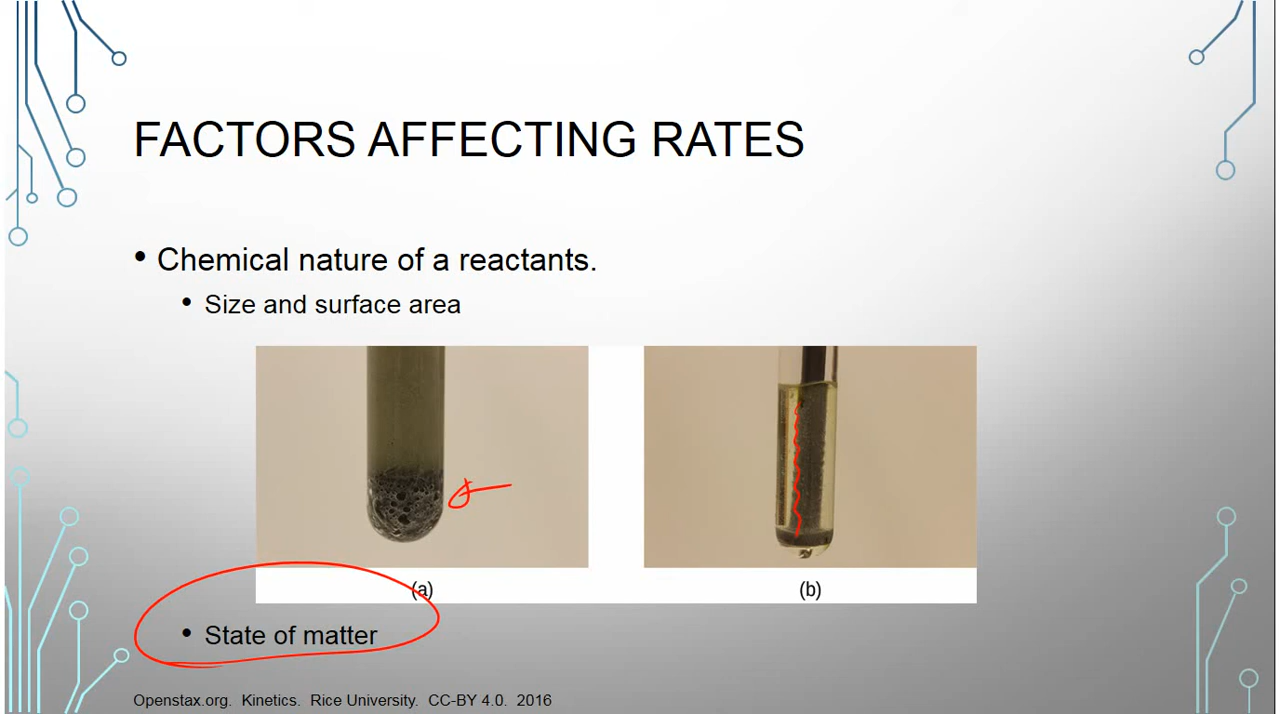 FACTORS AFFECTING RATES
• Chemical nature of a reactants.
• Size and surface area
(a)
(b)
• State of matter
Openstax.org. Kinetics. Rice University. CC-BY 4.0. 2016